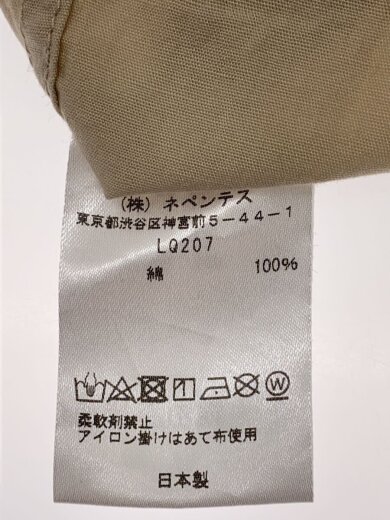 (株) ネペンテス
東京都渋谷区神宮前5-44-1
LQ207
綿 100%
柔軟剤禁止
アイロン掛けはあて布使用
日本製